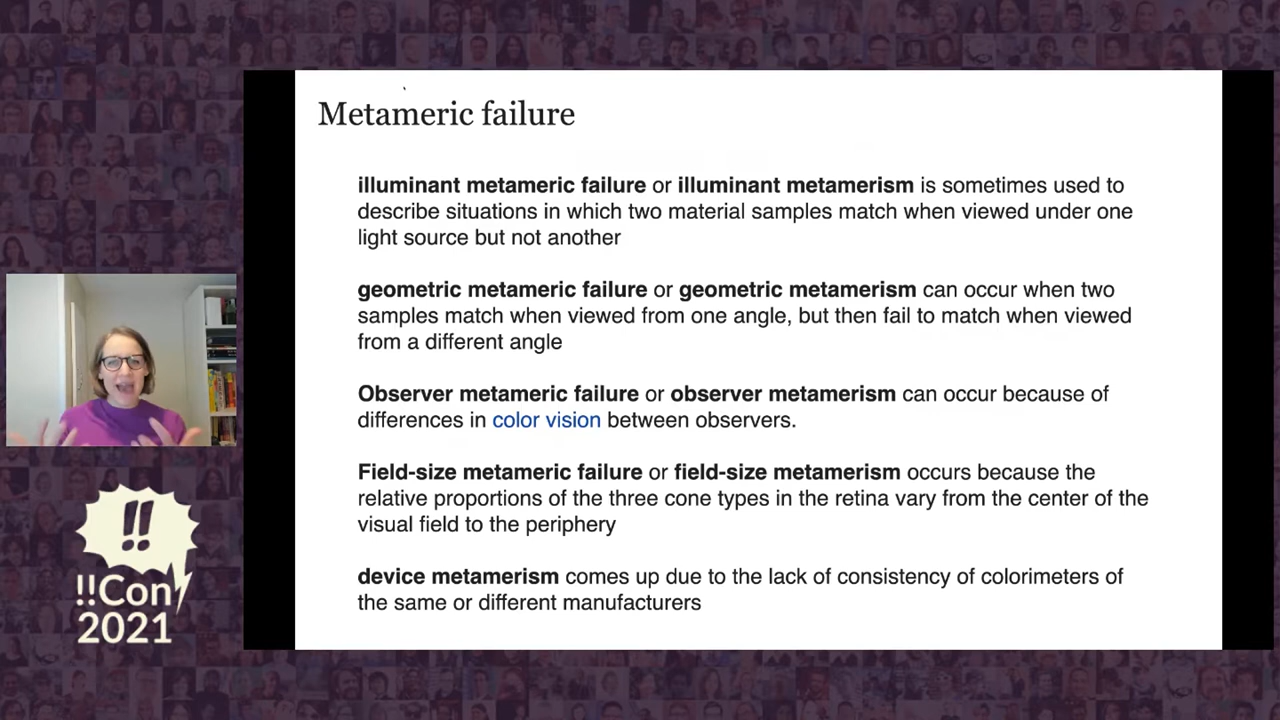 Metameric failure
illuminant metameric failure or illuminant metamerism is sometimes used to
describe situations in which two material samples match when viewed under one
light source but not another
geometric metameric failure or geometric metamerism can occur when two
samples match when viewed from one angle, but then fail to match when viewed
from a different angle
Observer metameric failure or observer metamerism can occur because of
differences in color vision between observers.
Field-size metameric failure or field-size metamerism occurs because the
relative proportions of the three cone types in the retina vary from the center of the
visual field to the periphery
device metamerism comes up due to the lack of consistency of colorimeters of
the same or different manufacturers
!!
!!Con
2021